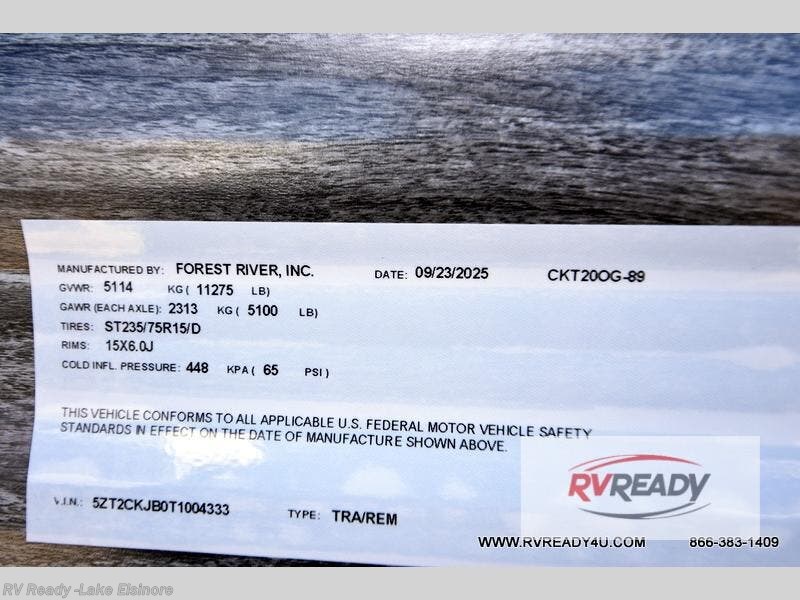 MANUFACTURED BY: FOREST RIVER, INC. DATE: 09/23/2025 CKT20OG-89
GVWR: 5114 KG ( 11275 LB)
GAWR (EACH AXLE): 2313 KG ( 5100 LB)
TIRES: ST235/75R15/D
RIMS: 15X6.0J
COLD INFL. PRESSURE: 448 KPA ( 65 PSI )
THIS VEHICLE CONFORMS TO ALL APPLICABLE U.S. FEDERAL MOTOR VEHICLE SAFETY
STANDARDS IN EFFECT ON THE DATE OF MANUFACTURE SHOWN ABOVE.
V.I.N.: 5ZT2CKJB0T1004333 TYPE: TRA/REM
RVREADY
WWW.RVREADY4U.COM 866-383-1409
RV Ready -Lake Elsinore